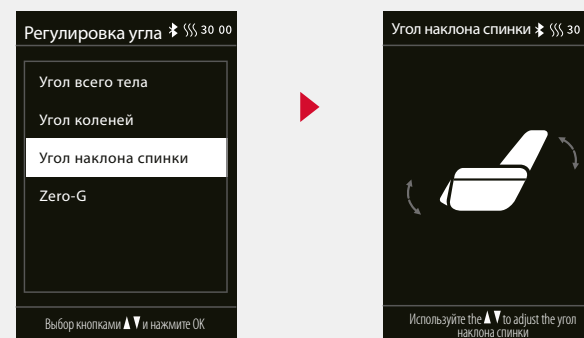 Регулировка угла 30 00
Угол всего тела
Угол коленей
Угол наклона спинки
Zero-G
Выбор кнопками ▲▼ и нажмите OK
Угол наклона спинки 30
Используйте the ▲▼ to adjust the угол
наклона спинки